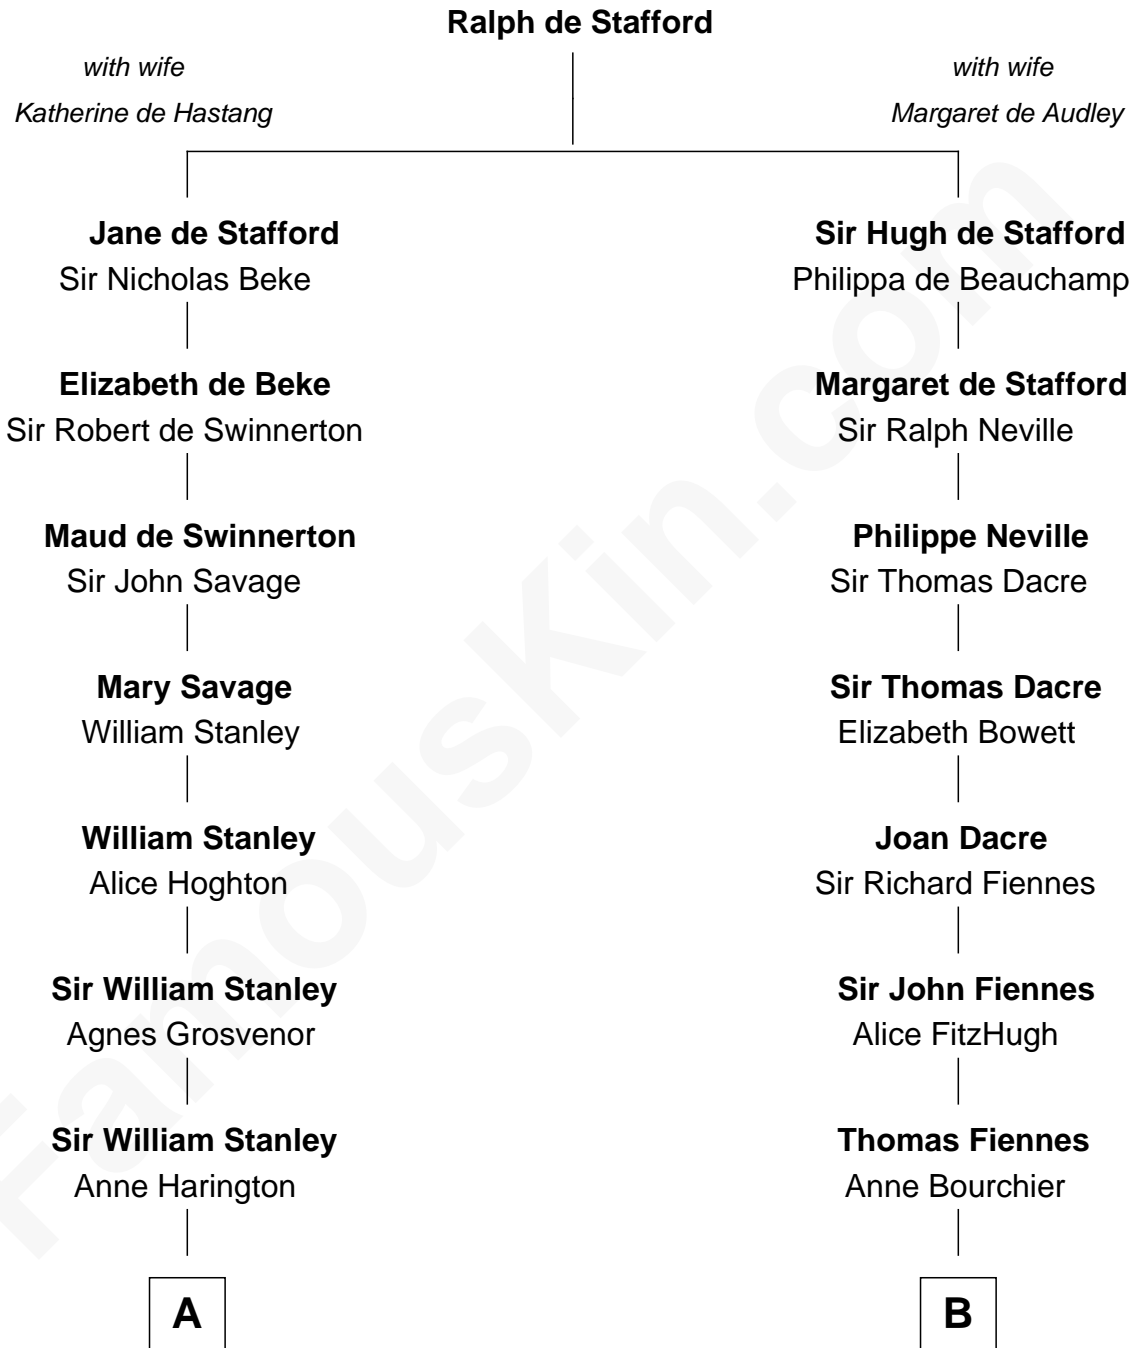 Ralph de Stafford
with wife
Katherine de Hastang
with wife
Margaret de Audley
Jane de Stafford
Sir Nicholas Beke
Sir Hugh de Stafford
Philippa de Beauchamp
Elizabeth de Beke
Sir Robert de Swinnerton
Margaret de Stafford
Sir Ralph Neville
Maud de Swinnerton
Sir John Savage
Philippe Neville
Sir Thomas Dacre
Mary Savage
William Stanley
Sir Thomas Dacre
Elizabeth Bowett
William Stanley
Alice Hoghton
Joan Dacre
Sir Richard Fiennes
Sir William Stanley
Agnes Grosvenor
Sir John Fiennes
Alice FitzHugh
Sir William Stanley
Anne Harington
Thomas Fiennes
Anne Bourchier
A
B
FamousKin.com